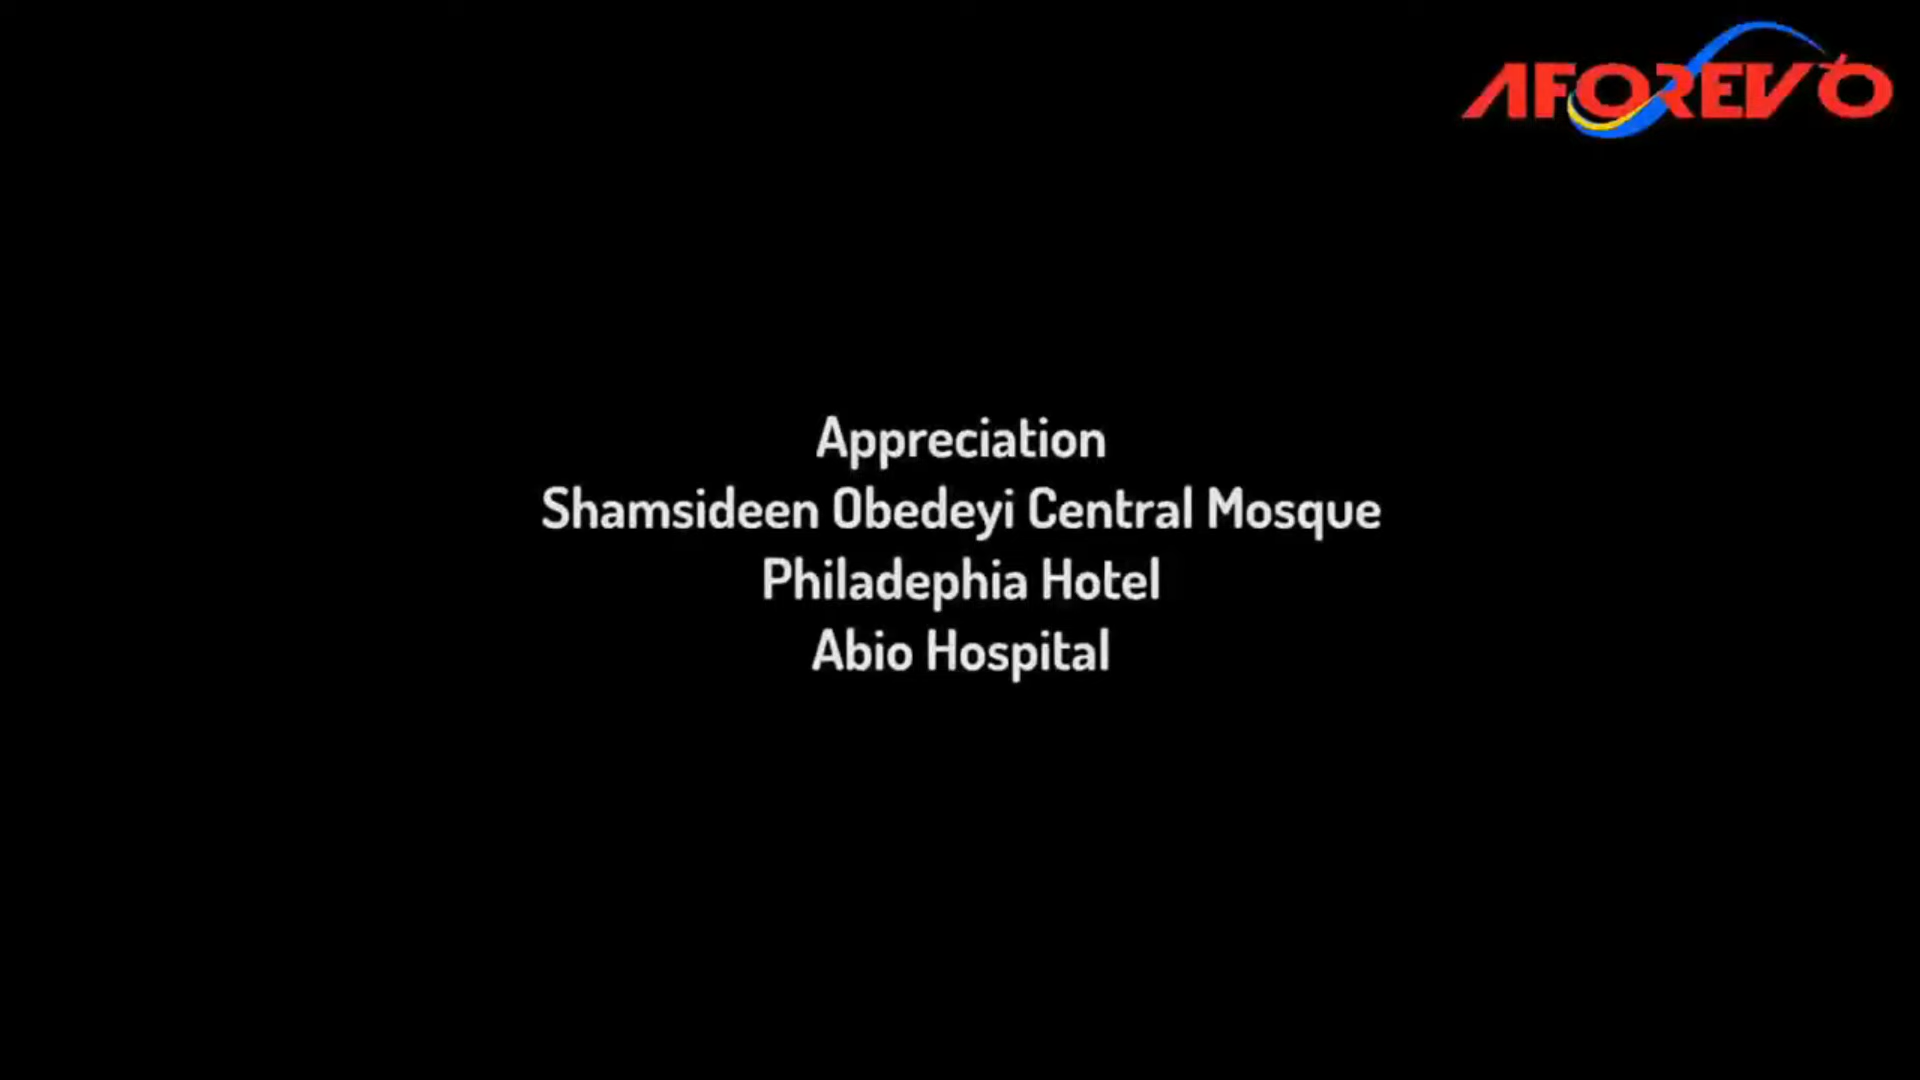 AFOREVO
Appreciation
Shamsideen Obedeyi Central Mosque
Philadephia Hotel
Abio Hospital